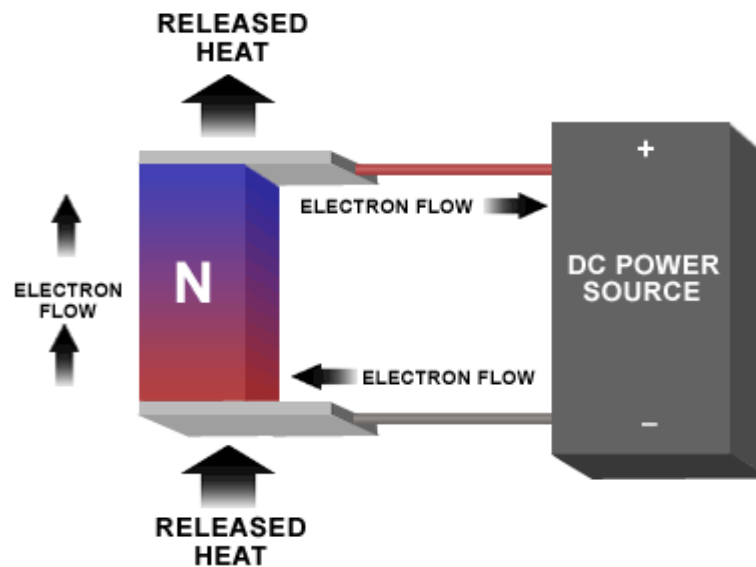 RELEASED
HEAT
+
ELECTRON FLOW
N
DC POWER
SOURCE
ELECTRON
FLOW
ELECTRON FLOW
–
RELEASED
HEAT